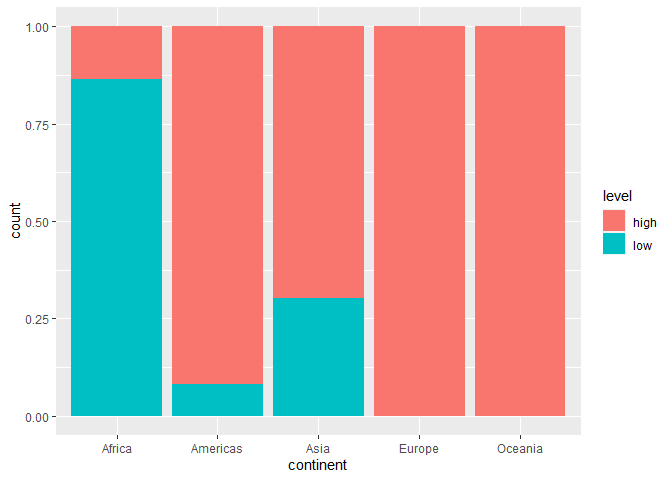 1.00
0.75
0.50
0.25
0.00
count
Africa Americas Asia Europe Oceania
continent
level
high
low